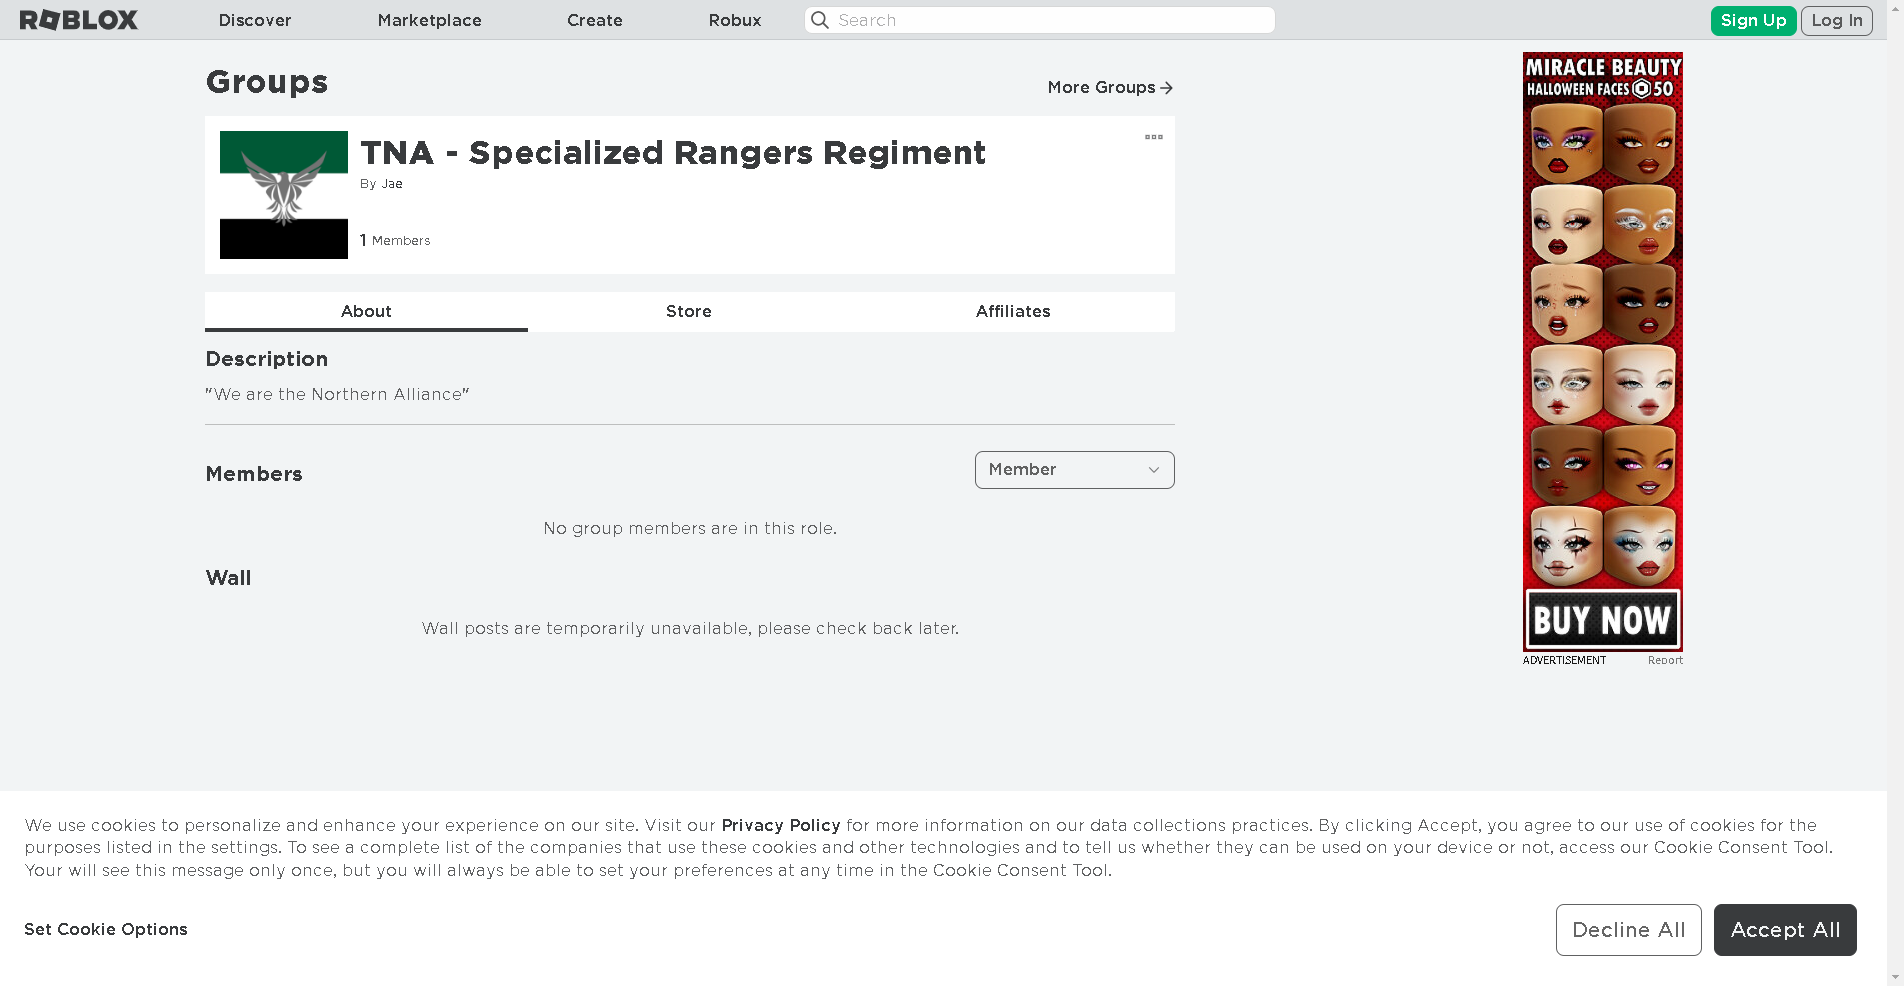 ROBLOX
Discover
Marketplace
Create
Robux
Search
Sign Up
Log In
Groups
More Groups
TNA - Specialized Rangers Regiment
By Jae
1 Members
About
Store
Affiliates
Description
"We are the Northern Alliance"
Members
Member
No group members are in this role.
Wall
Wall posts are temporarily unavailable, please check back later.
MIRACLE BEAUTY
HALLOWEEN FACES 50
BUY NOW
ADVERTISEMENT
Report
We use cookies to personalize and enhance your experience on our site. Visit our Privacy Policy for more information on our data collections practices. By clicking Accept, you agree to our use of cookies for the
purposes listed in the settings. To see a complete list of the companies that use these cookies and other technologies and to tell us whether they can be used on your device or not, access our Cookie Consent Tool.
Your will see this message only once, but you will always be able to set your preferences at any time in the Cookie Consent Tool.
Set Cookie Options
Decline All
Accept All